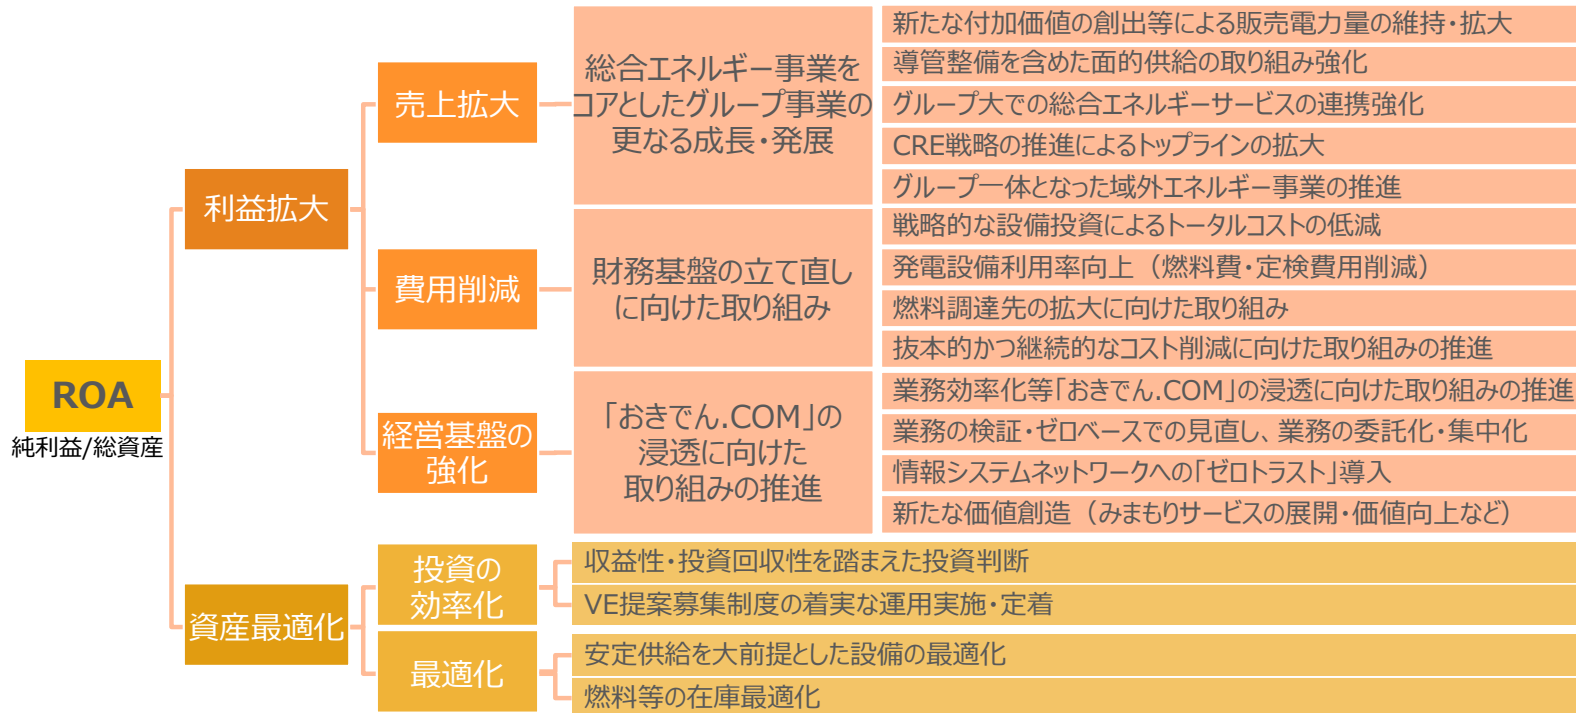 ROA
純利益/総資産
利益拡大
売上拡大
総合エネルギー事業を
コアとしたグループ事業の
更なる成長・発展
新たな付加価値の創出等による販売電力量の維持・拡大
導管整備を含めた面的供給の取り組み強化
グループ大での総合エネルギーサービスの連携強化
CRE戦略の推進によるトップラインの拡大
グループ一体となった域外エネルギー事業の推進
費用削減
財務基盤の立て直し
に向けた取り組み
戦略的な設備投資によるトータルコストの低減
発電設備利用率向上（燃料費・定検費用削減）
燃料調達先の拡大に向けた取り組み
抜本的かつ継続的なコスト削減に向けた取り組みの推進
経営基盤の
強化
「おきでん.COM」の
浸透に向けた
取り組みの推進
業務効率化等「おきでん.COM」の浸透に向けた取り組みの推進
業務の検証・ゼロベースでの見直し、業務の委託化・集中化
情報システムネットワークへの「ゼロトラスト」導入
新たな価値創造（みまもりサービスの展開・価値向上など）
資産最適化
投資の
効率化
収益性・投資回収性を踏まえた投資判断
VE提案募集制度の着実な運用実施・定着
最適化
安定供給を大前提とした設備の最適化
燃料等の在庫最適化